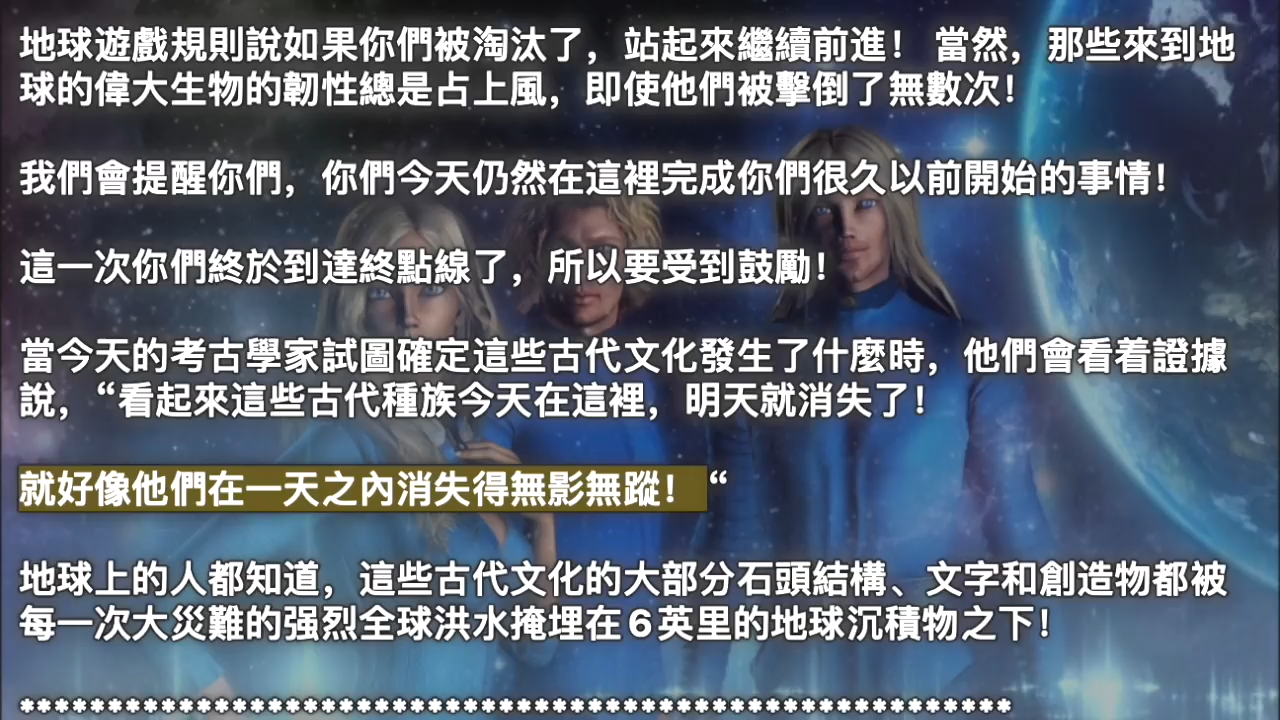 地球遊戲規則說如果你們被淘汰了，站起來繼續前進！ 當然，那些來到地
球的偉大生物的韌性總是占上風，即使他們被擊倒了無數次！
我們會提醒你們，你們今天仍然在這裡完成你們很久以前開始的事情！
這一次你們終於到達終點線了，所以要受到鼓勵！
當今天的考古學家試圖確定這些古代文化發生了什麼時，他們會看着證據
說，“看起來這些古代種族今天在這裡，明天就消失了！
就好像他們在一天之內消失得無影無蹤！“
地球上的人都知道，這些古代文化的大部分石頭結構、文字和創造物都被
每一次大災難的强烈全球洪水掩埋在６英里的地球沉積物之下！
******************************************************